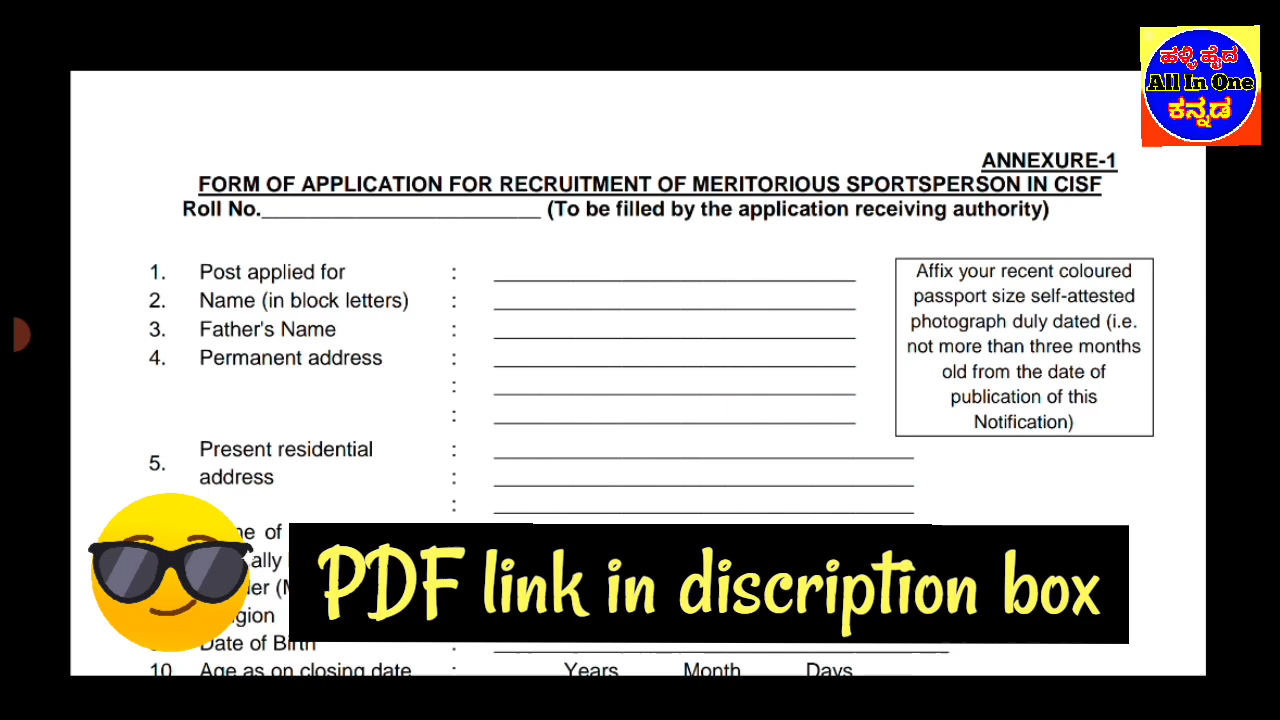 ಹಳ್ಳಿ ಹೈದ
All In One
ಕನ್ನಡ
ANNEXURE-1
FORM OF APPLICATION FOR RECRUITMENT OF MERITORIOUS SPORTSPERSON IN CISF
Roll No.__________________________ (To be filled by the application receiving authority)
1. Post applied for :
2. Name (in block letters) :
3. Father's Name :
4. Permanent address :
:
:
Affix your recent coloured
passport size self-attested
photograph duly dated (i.e.
not more than three months
old from the date of
publication of this
Notification)
5. Present residential :
address :
:
of
ally
Date of Birth
10. Age as on closing date : Years Month Days
PDF link in discription box